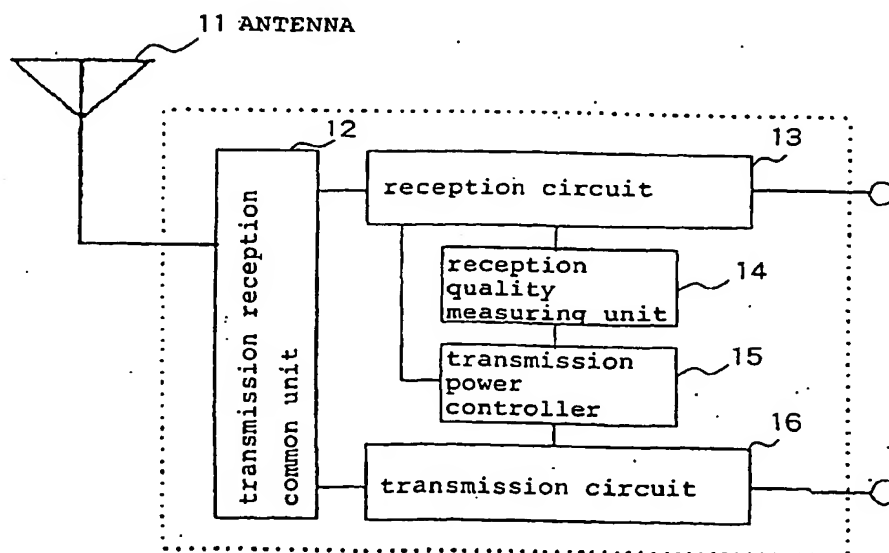 11 ANTENNA
12
13
reception circuit
transmission reception
common unit
reception
quality
measuring unit
14
transmission
power
controller
15
16
transmission circuit